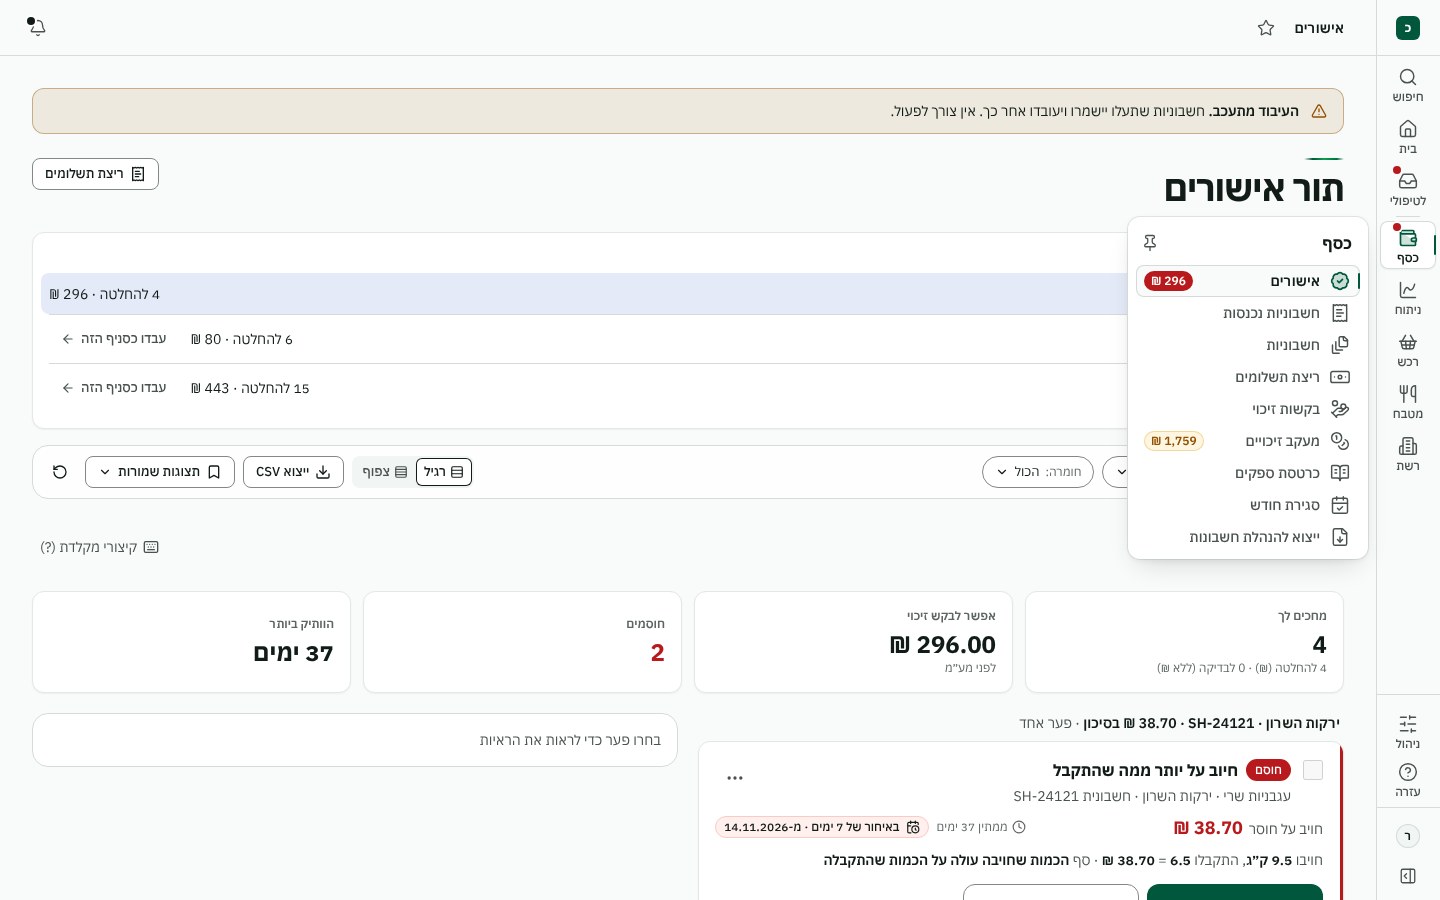 כ
אישורים
חיפוש
בית
לטיפולי
כסף
ניתוח
רכש
מטבח
רשת
ניהול
עזרה
ר
העיבוד מתעכב. חשבוניות שתעלו יישמרו ויעובדו אחר כך. אין צורך לפעול.
תור אישורים
ריצת תשלומים
כסף
אישורים
296 ₪
חשבוניות נכנסות
חשבוניות
ריצת תשלומים
בקשות זיכוי
מעקב זיכויים
1,759 ₪
כרטסת ספקים
סגירת חודש
ייצוא להנהלת חשבונות
4 להחלטה · 296 ₪
6 להחלטה · 80 ₪
עבדו כסניף הזה
15 להחלטה · 443 ₪
עבדו כסניף הזה
חומרה: הכול
רגיל
צפוף
ייצוא CSV
תצוגות שמורות
קיצורי מקלדת (?)
מחכים לך
4
4 להחלטה (₪) · 0 לבדיקה (ללא ₪)
אפשר לבקש זיכוי
296.00 ₪
לפני מע״מ
חוסמים
2
הוותיק ביותר
37 ימים
ירקות השרון · SH-24121 · 38.70 ₪ בסיכון · פער אחד
חוסם
חיוב על יותר ממה שהתקבל
עגבניות שרי · ירקות השרון · חשבונית SH-24121
חיוב על חוסר 38.70 ₪
ממתין 37 ימים
באיחור של 7 ימים · מ-14.11.2026
חויבו 9.5 ק״ג, התקבלו 6.5 = 38.70 ₪ · סף הכמות שחויבה עולה על הכמות שהתקבלה
בחרו פער כדי לראות את הראיות